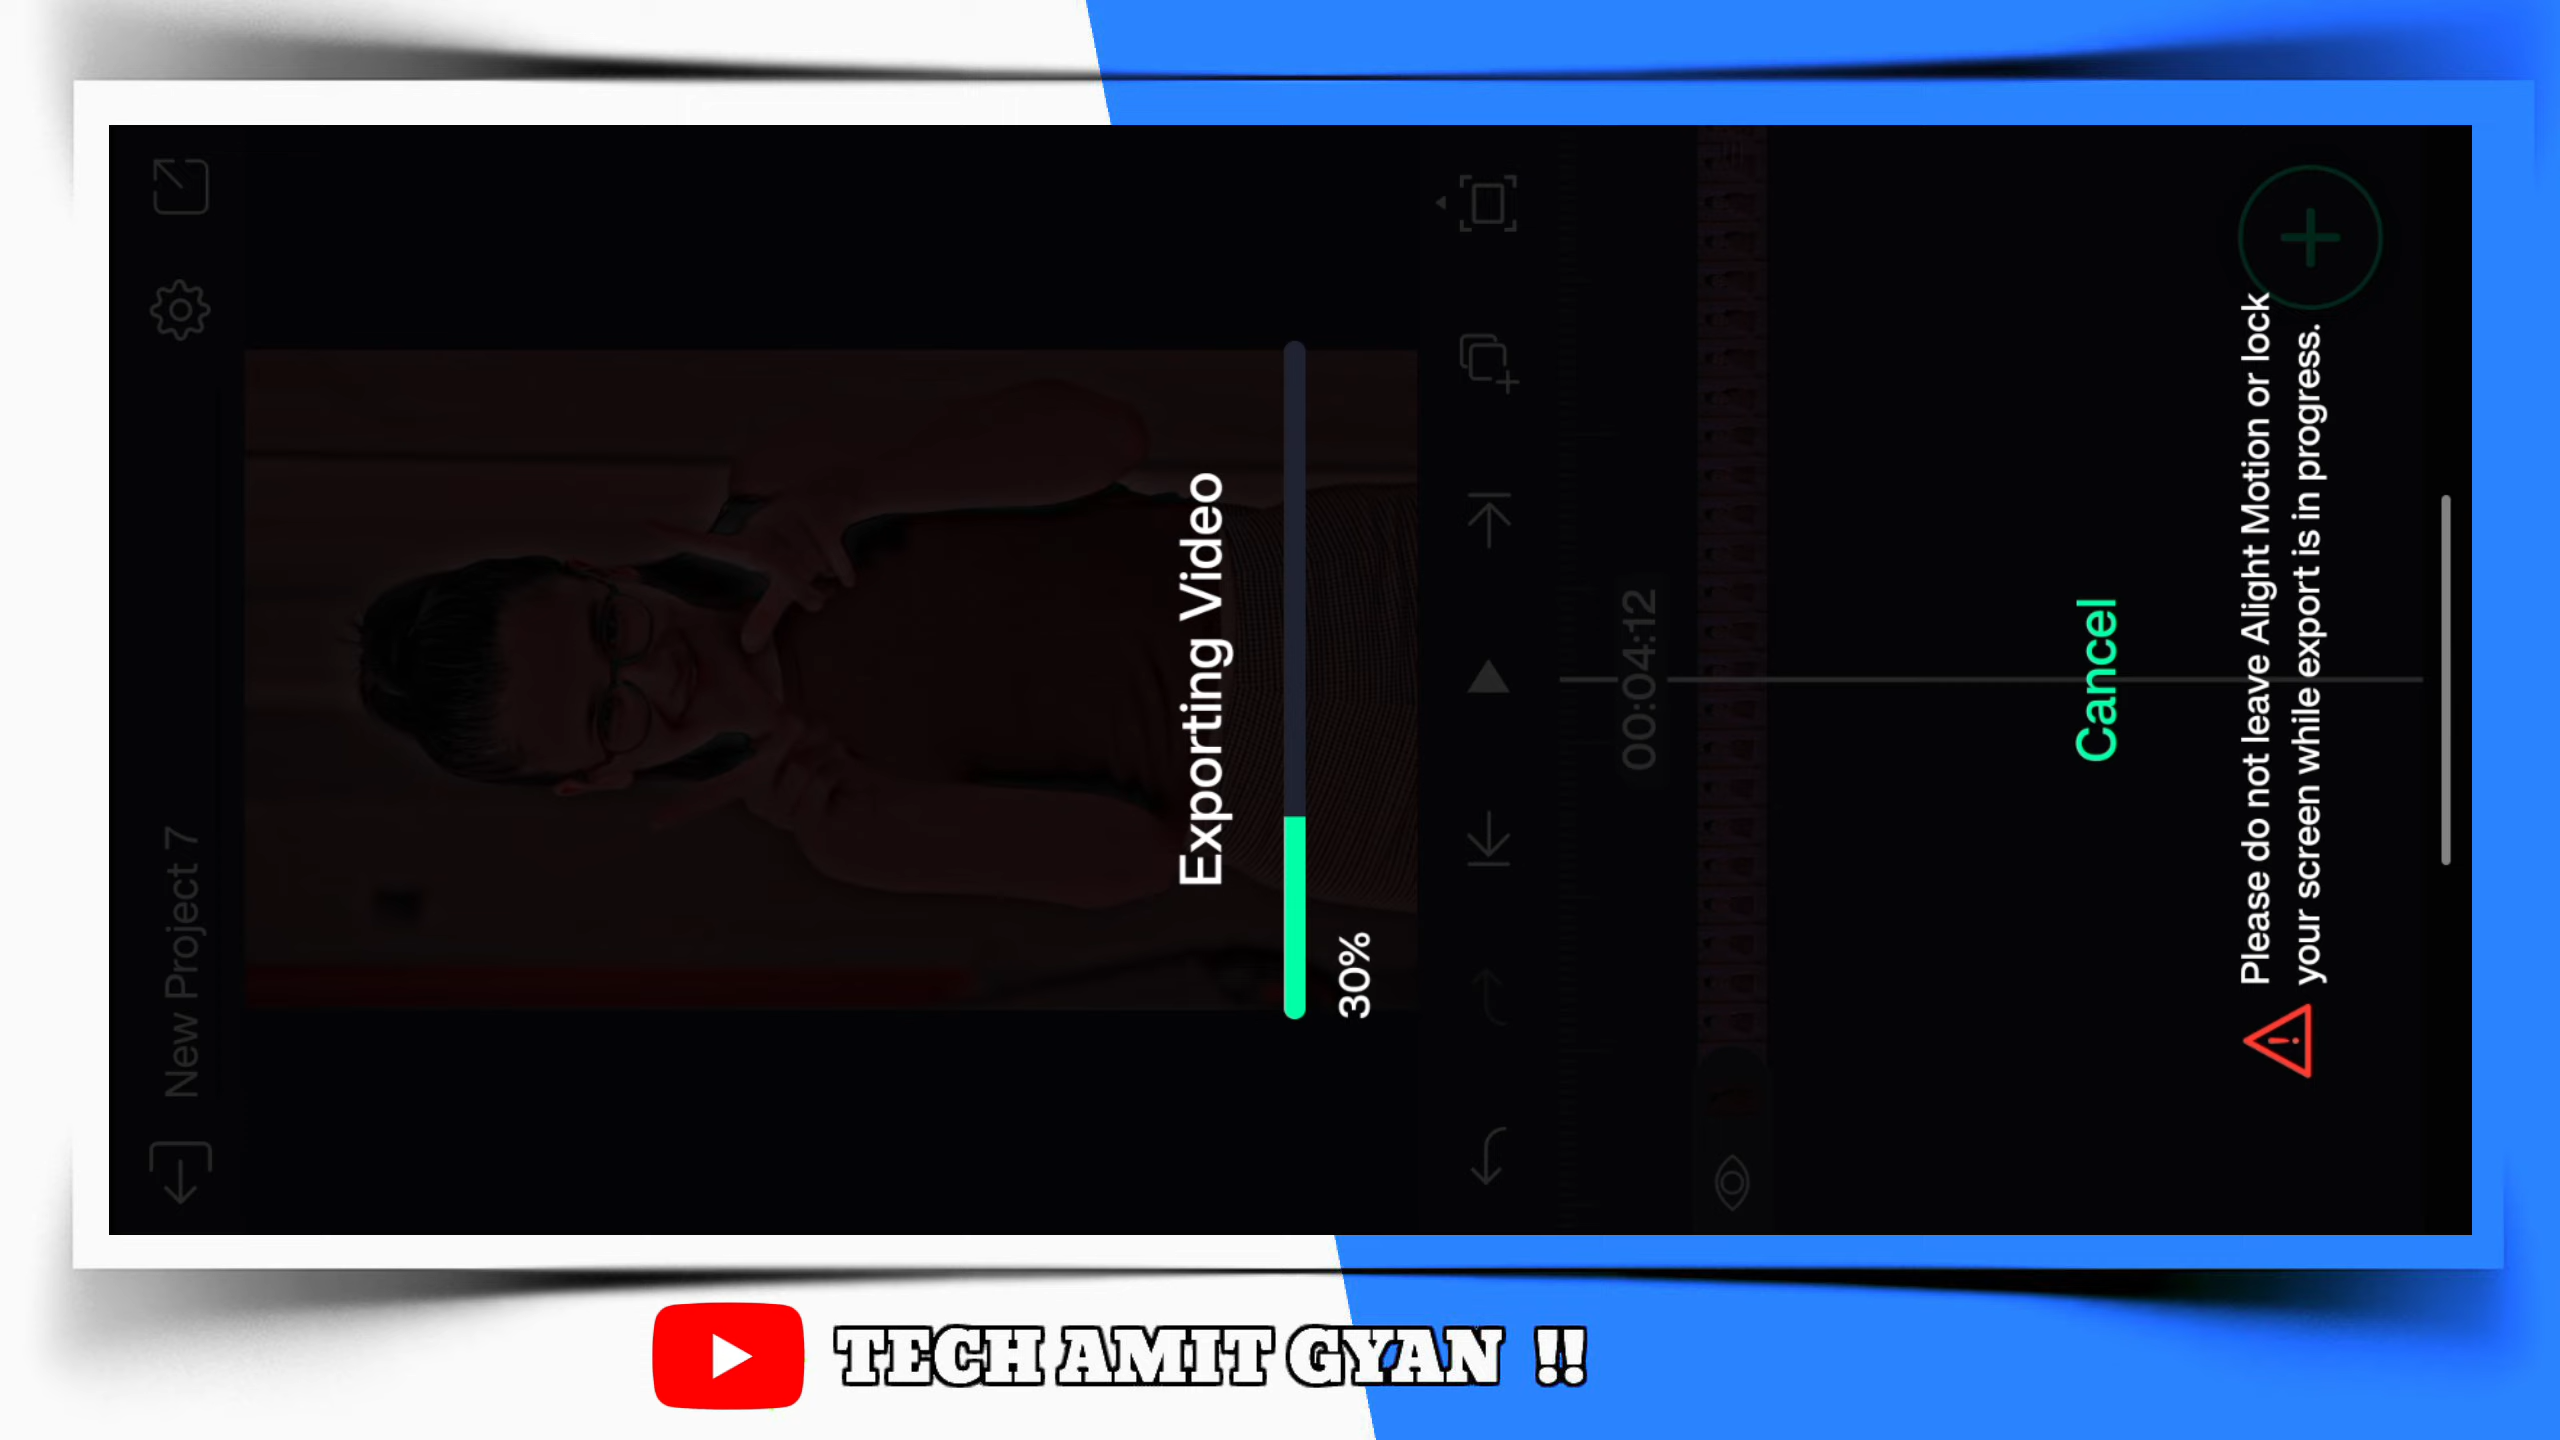 New Project 7
Exporting Video
30%
00:04:12
Cancel
Please do not leave Alight Motion or lock
your screen while export is in progress.
TECH AMIT GYAN !!